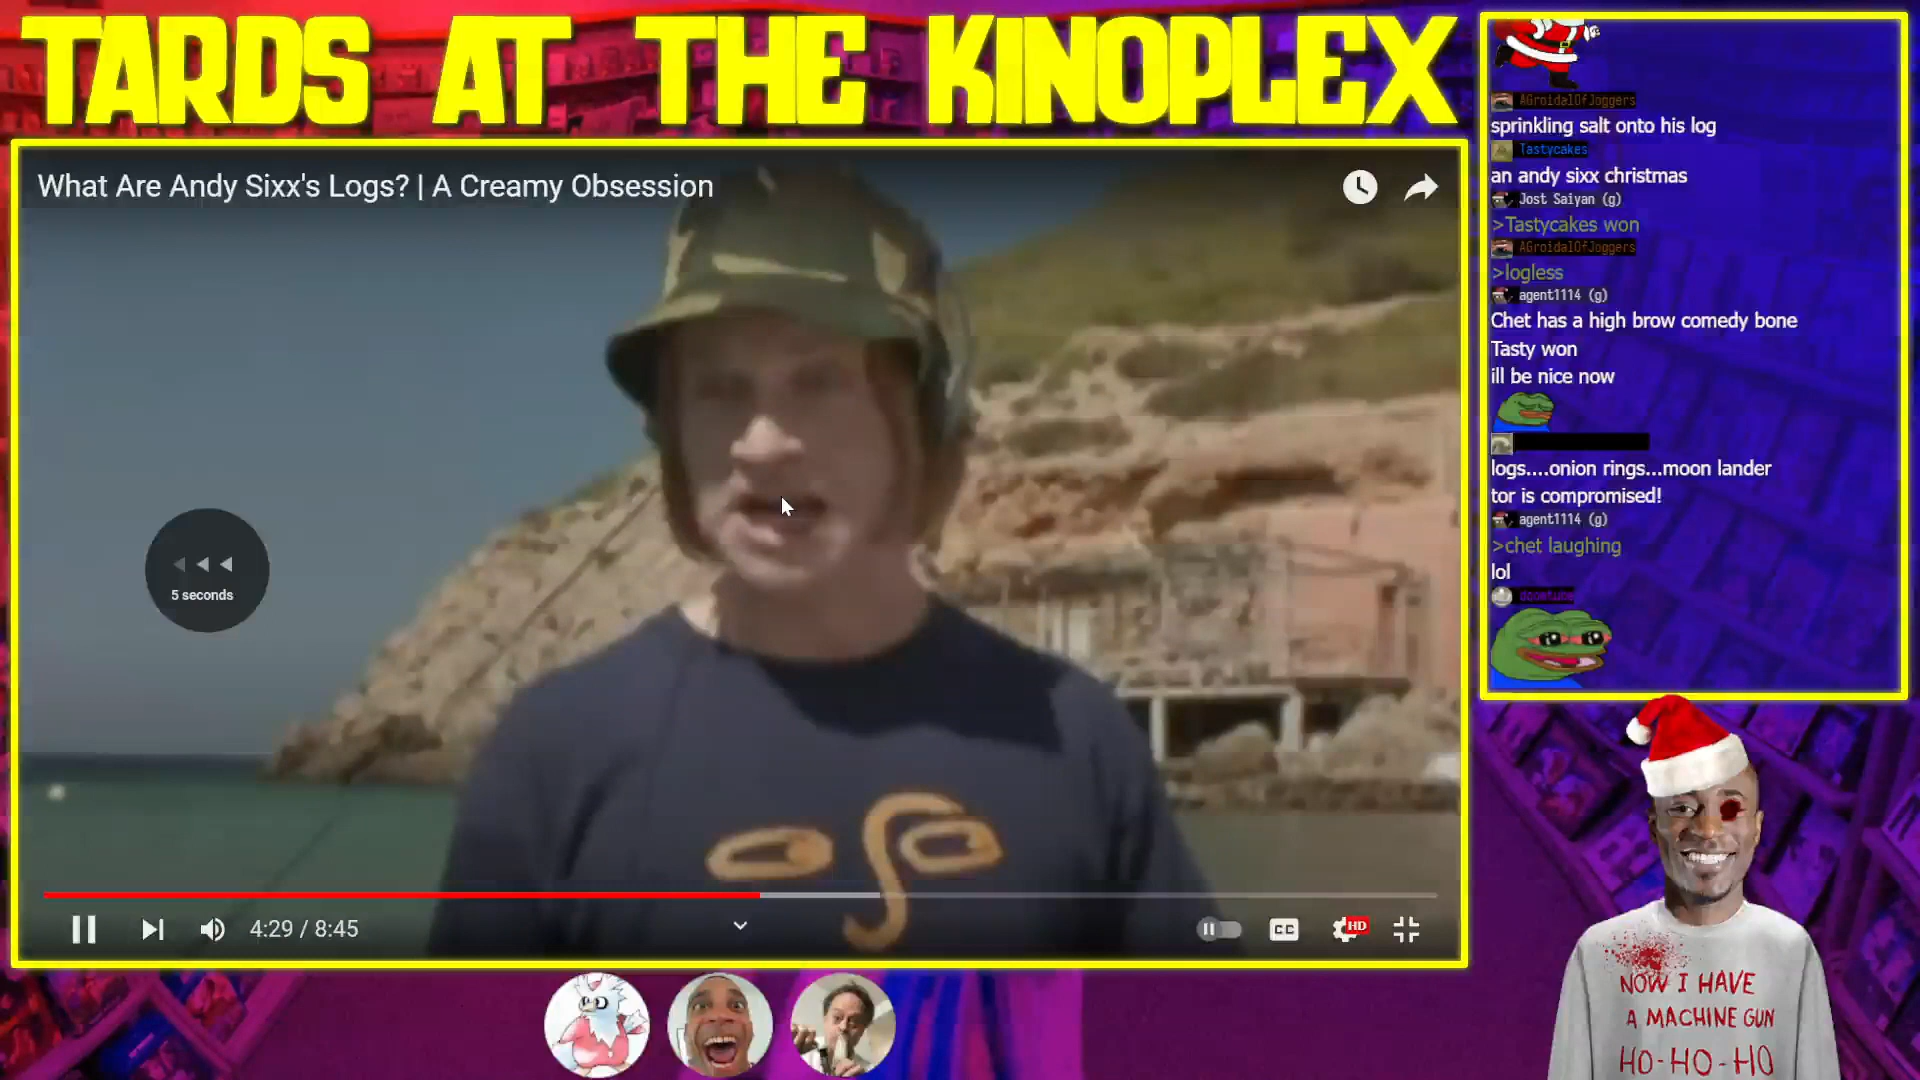 TARDS AT THE KINOPLEX
What Are Andy Sixx's Logs? | A Creamy Obsession
5 seconds
4:29 / 8:45
CC
HD
AGroidalOfJoggers
sprinkling salt onto his log
Tastycakes
an andy sixx christmas
Jost Saiyan (g)
>Tastycakes won
AGroidalOfJoggers
>logless
agent1114 (g)
Chet has a high brow comedy bone
Tasty won
ill be nice now
logs....onion rings...moon lander
tor is compromised!
agent1114 (g)
>chet laughing
lol
NOW I HAVE
A MACHINE GUN
HO-HO-HO